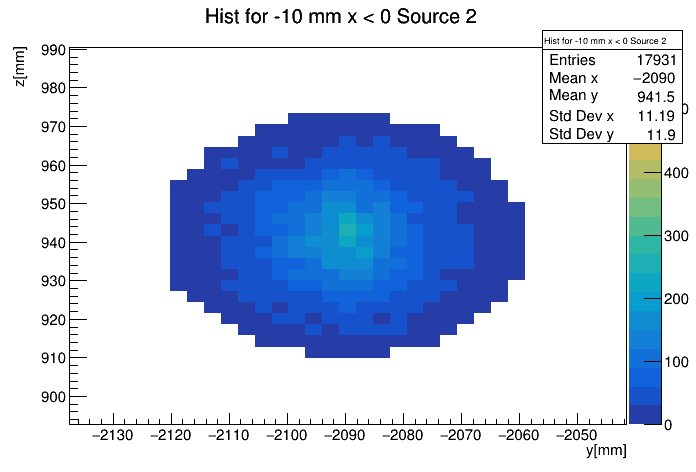 Hist for -10 mm x < 0 Source 2
z[mm]
990
980
970
960
950
940
930
920
910
900
−2130 −2120 −2110 −2100 −2090 −2080 −2070 −2060 −2050
y[mm]
Hist for -10 mm x < 0 Source 2
Entries 17931
Mean x −2090
Mean y 941.5
Std Dev x 11.19
Std Dev y 11.9
0
400
300
200
100
0